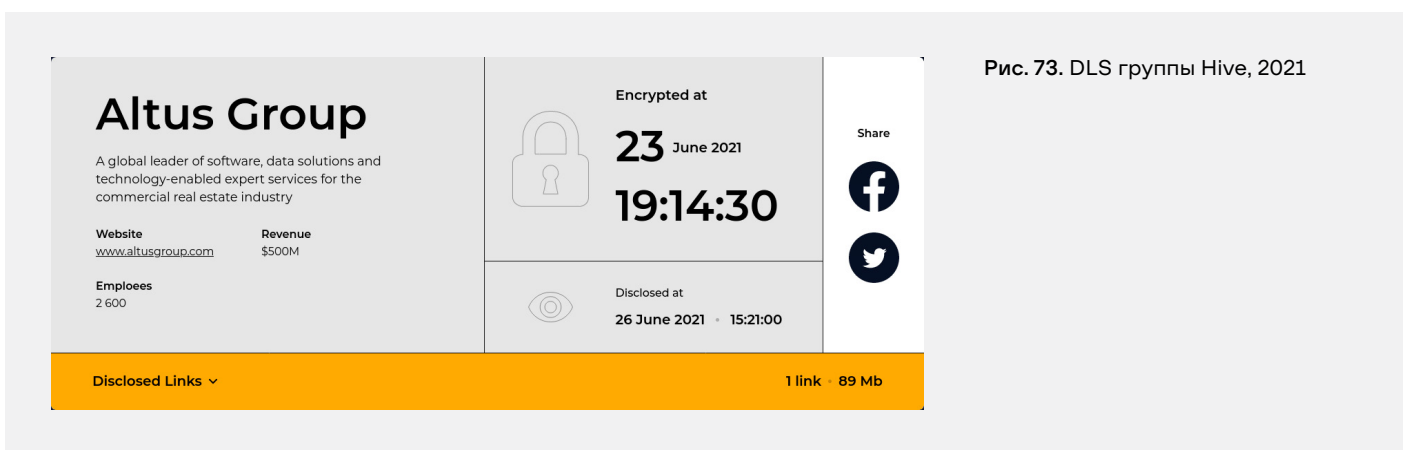 Altus Group
A global leader of software, data solutions and
technology-enabled expert services for the
commercial real estate industry
Website
www.altusgroup.com
Revenue
$500M
Emploees
2 600
Encrypted at
23 June 2021
19:14:30
Disclosed at
26 June 2021 • 15:21:00
Share
Disclosed Links
1 link • 89 Mb
Рис. 73. DLS группы Hive, 2021